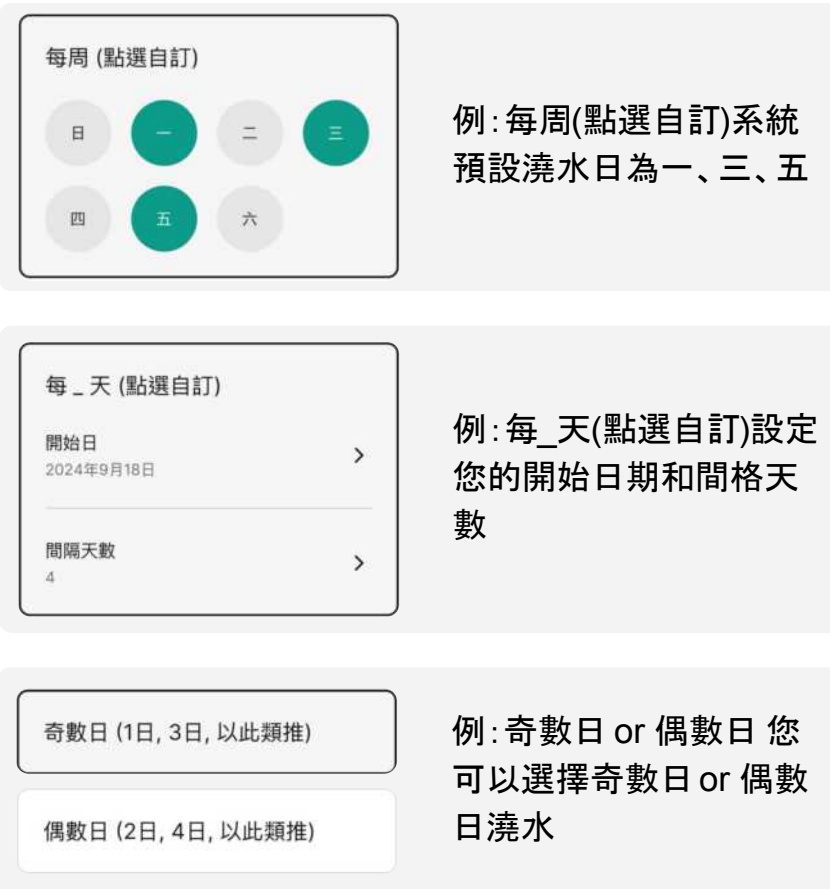 每周 (點選自訂)
日
一
二
三
四
五
六
例:每周(點選自訂)系統
預設澆水日為一、三、五
每 _ 天 (點選自訂)
開始日
2024年9月18日
間隔天數
4
例:每_天(點選自訂)設定
您的開始日期和間格天
數
奇數日 (1日, 3日, 以此類推)
偶數日 (2日, 4日, 以此類推)
例:奇數日 or 偶數日 您
可以選擇奇數日 or 偶數
日澆水